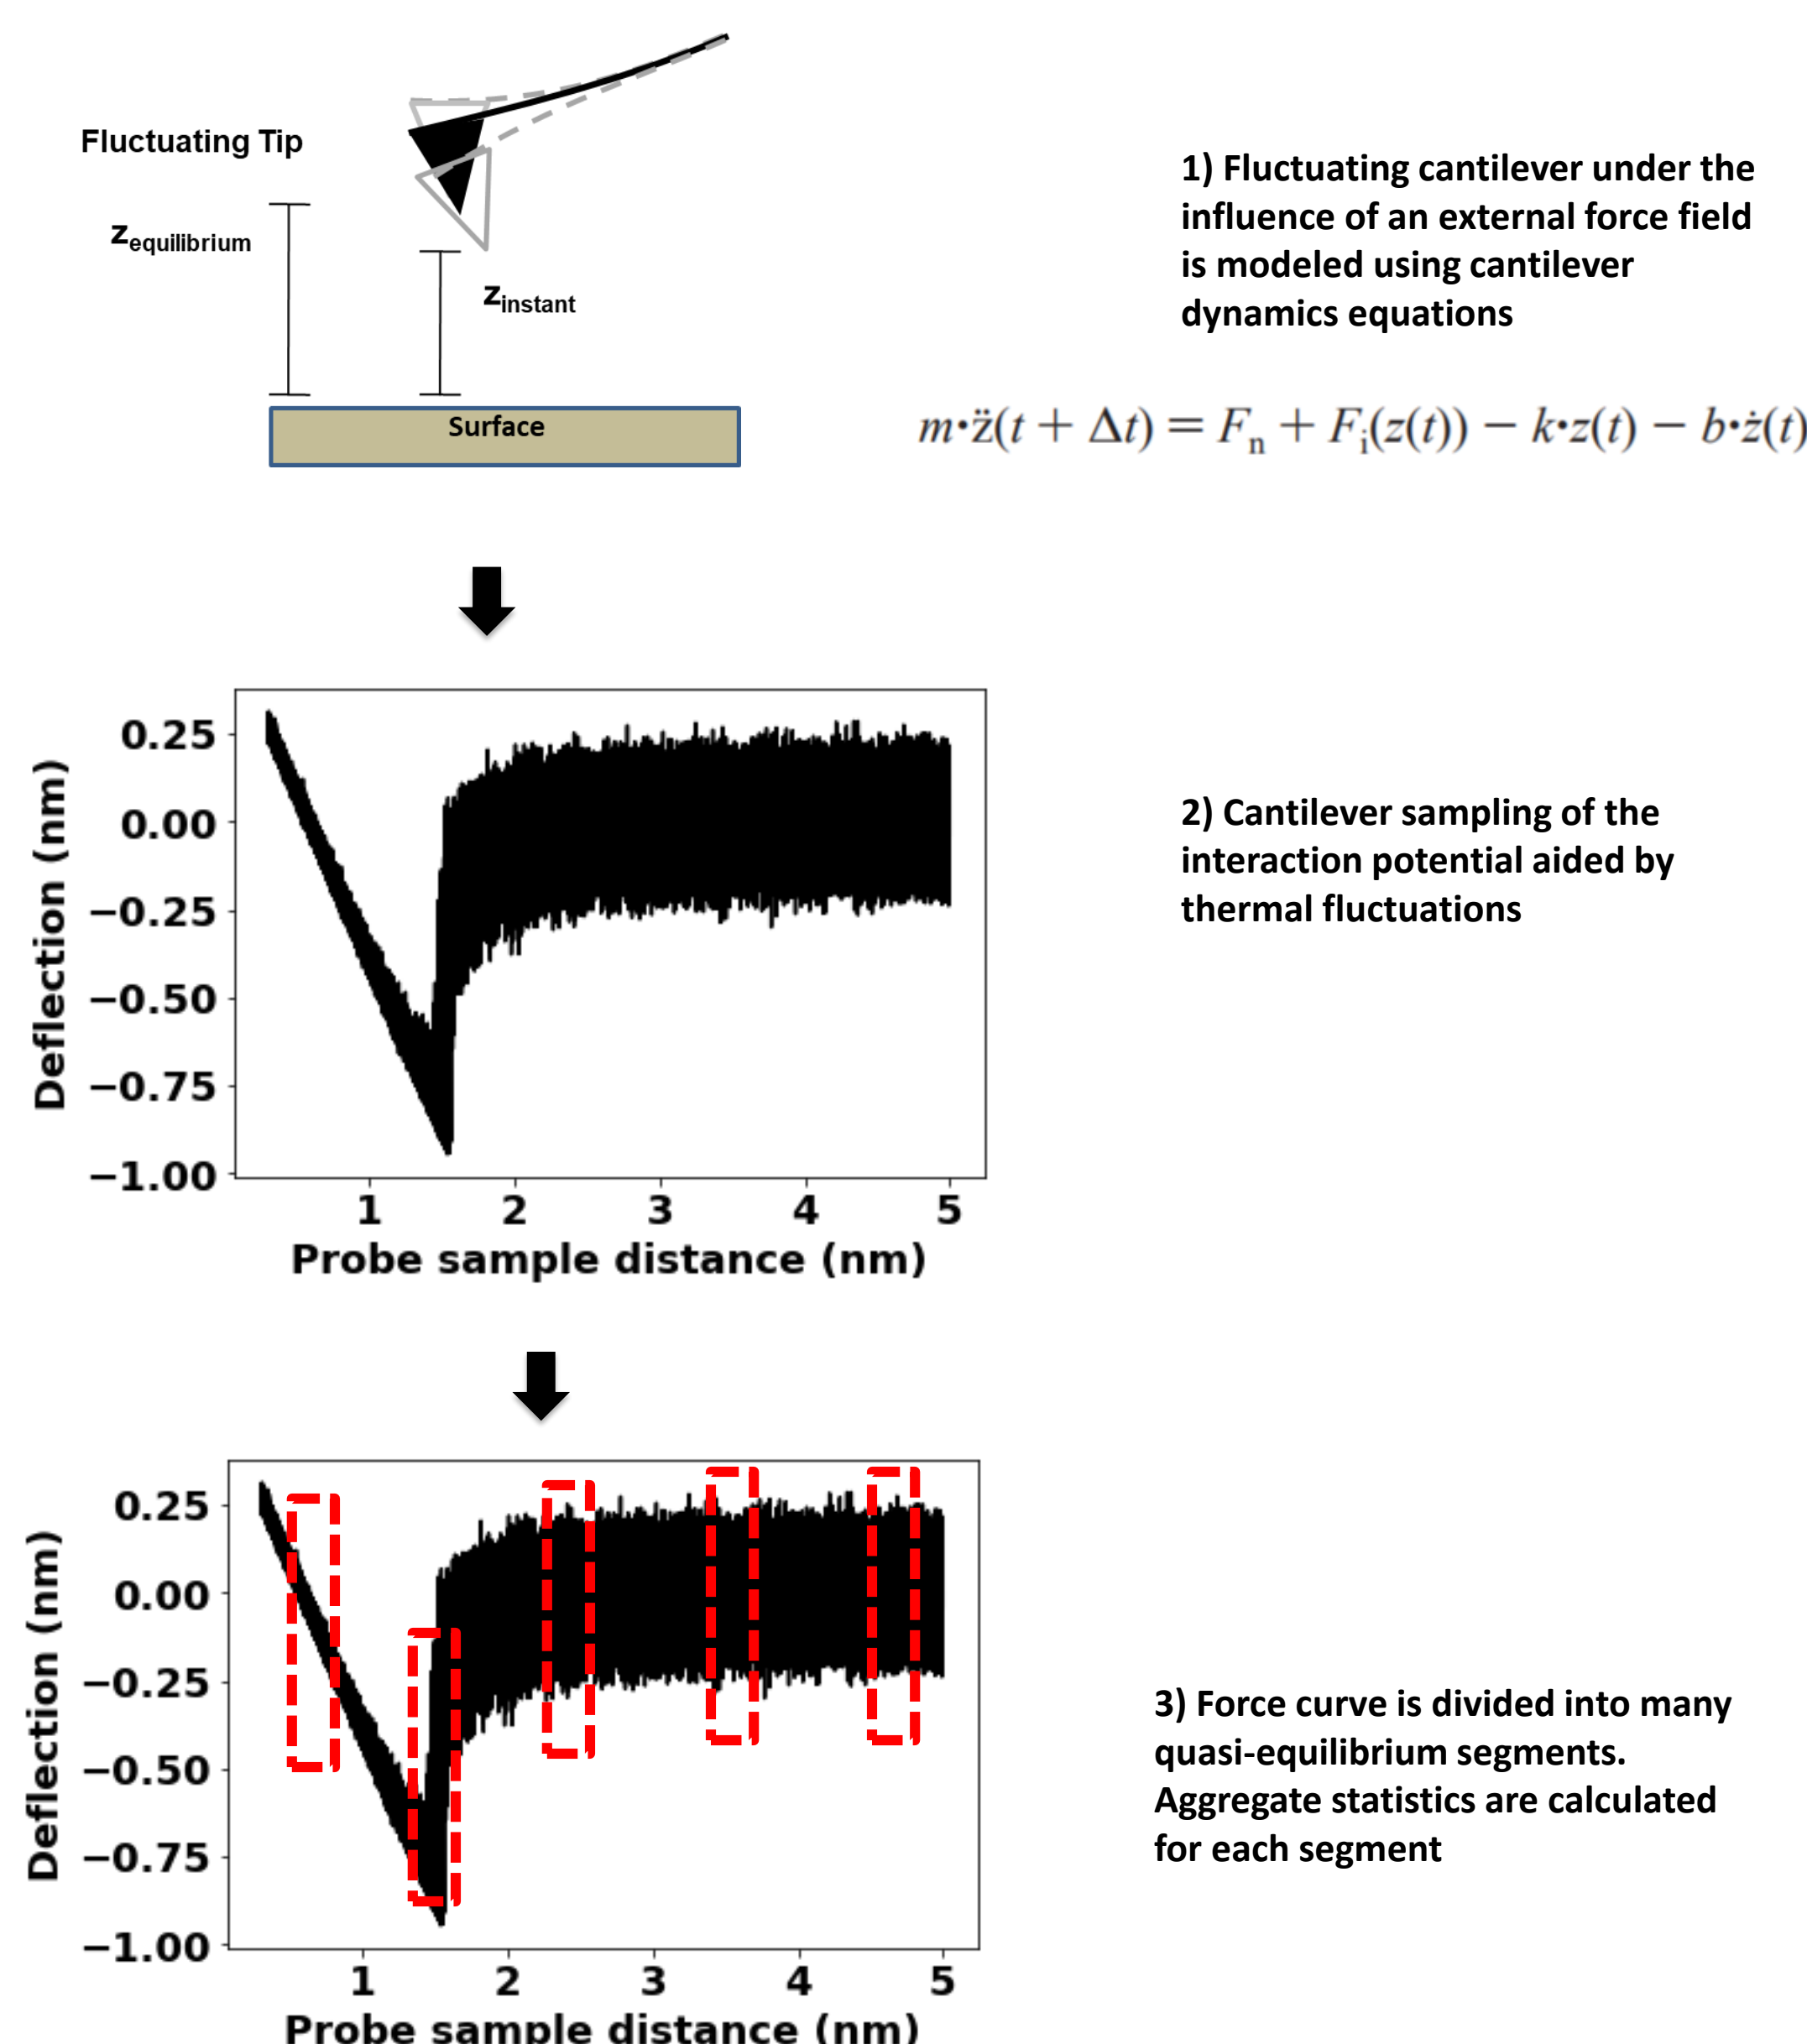 Fluctuating Tip
z_equilibrium
z_instant
Surface
1) Fluctuating cantilever under the
influence of an external force field
is modeled using cantilever
dynamics equations
m·z̈(t + Δt) = F_n + F_i(z(t)) − k·z(t) − b·ż(t)
0.25
0.00
−0.25
−0.50
−0.75
−1.00
Deflection (nm)
1 2 3 4 5
Probe sample distance (nm)
2) Cantilever sampling of the
interaction potential aided by
thermal fluctuations
0.25
0.00
−0.25
−0.50
−0.75
−1.00
Deflection (nm)
1 2 3 4 5
Probe sample distance (nm)
3) Force curve is divided into many
quasi-equilibrium segments.
Aggregate statistics are calculated
for each segment